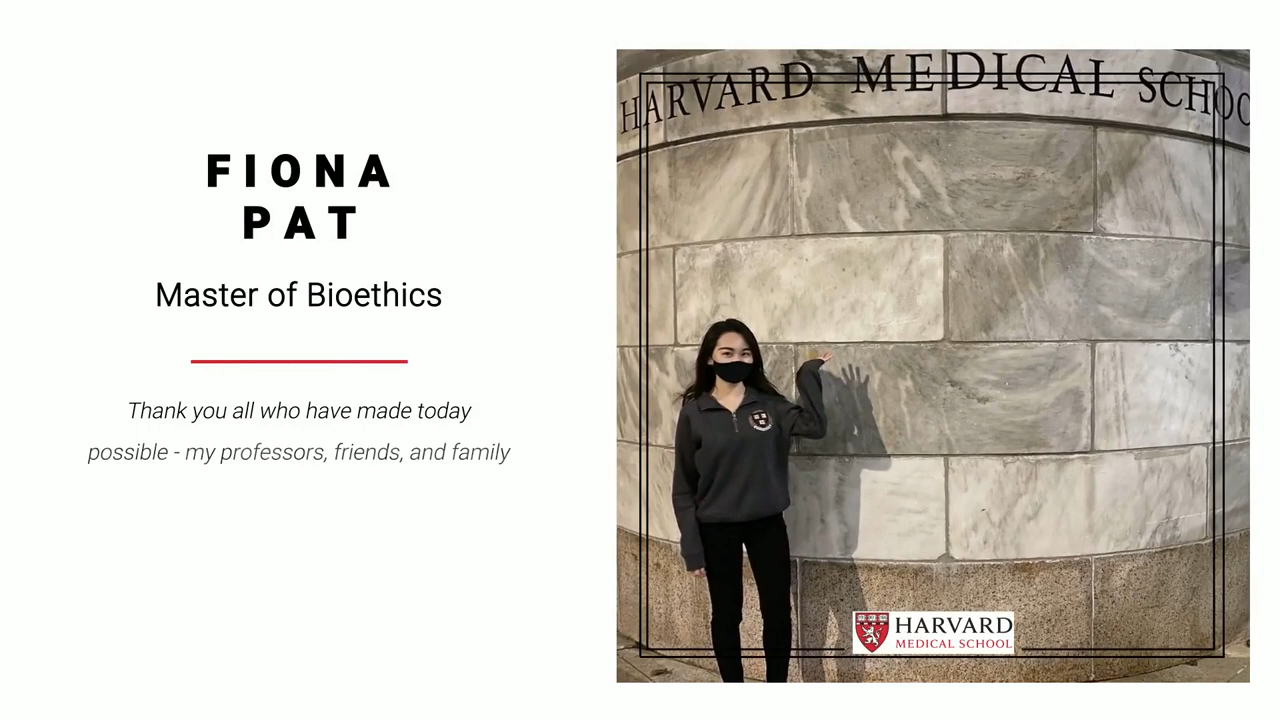 FIONA
PAT
Master of Bioethics
Thank you all who have made today
possible - my professors, friends, and family
HARVARD MEDICAL SCHOO
HARVARD
MEDICAL SCHOOL